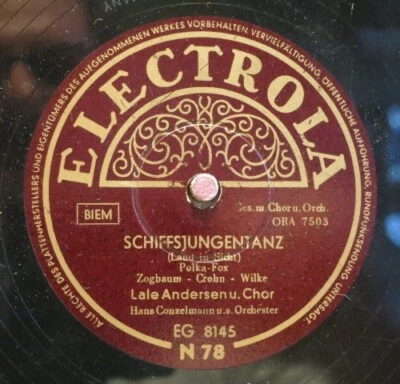 ALLE RECHTE DES PLATTENHERSTELLERS UND EIGENTÜMERS DES AUFGENOMMENEN WERKES VORBEHALTEN. VERVIELFÄLTIGUNG, ÖFFENTLICHE AUFFÜHRUNG, RUNDFUNKSENDUNG, UNTERSAGT.
ELECTROLA
BIEM
Ges. m. Chor u. Orch.
ORA 7503
SCHIFFSJUNGENTANZ
(Land in Sicht)
Polka-Fox
Zogbaum - Crohn - Wilke
Lale Andersen u. Chor
Hans Conzelmann u. s. Orchester
EG 8145
N 78